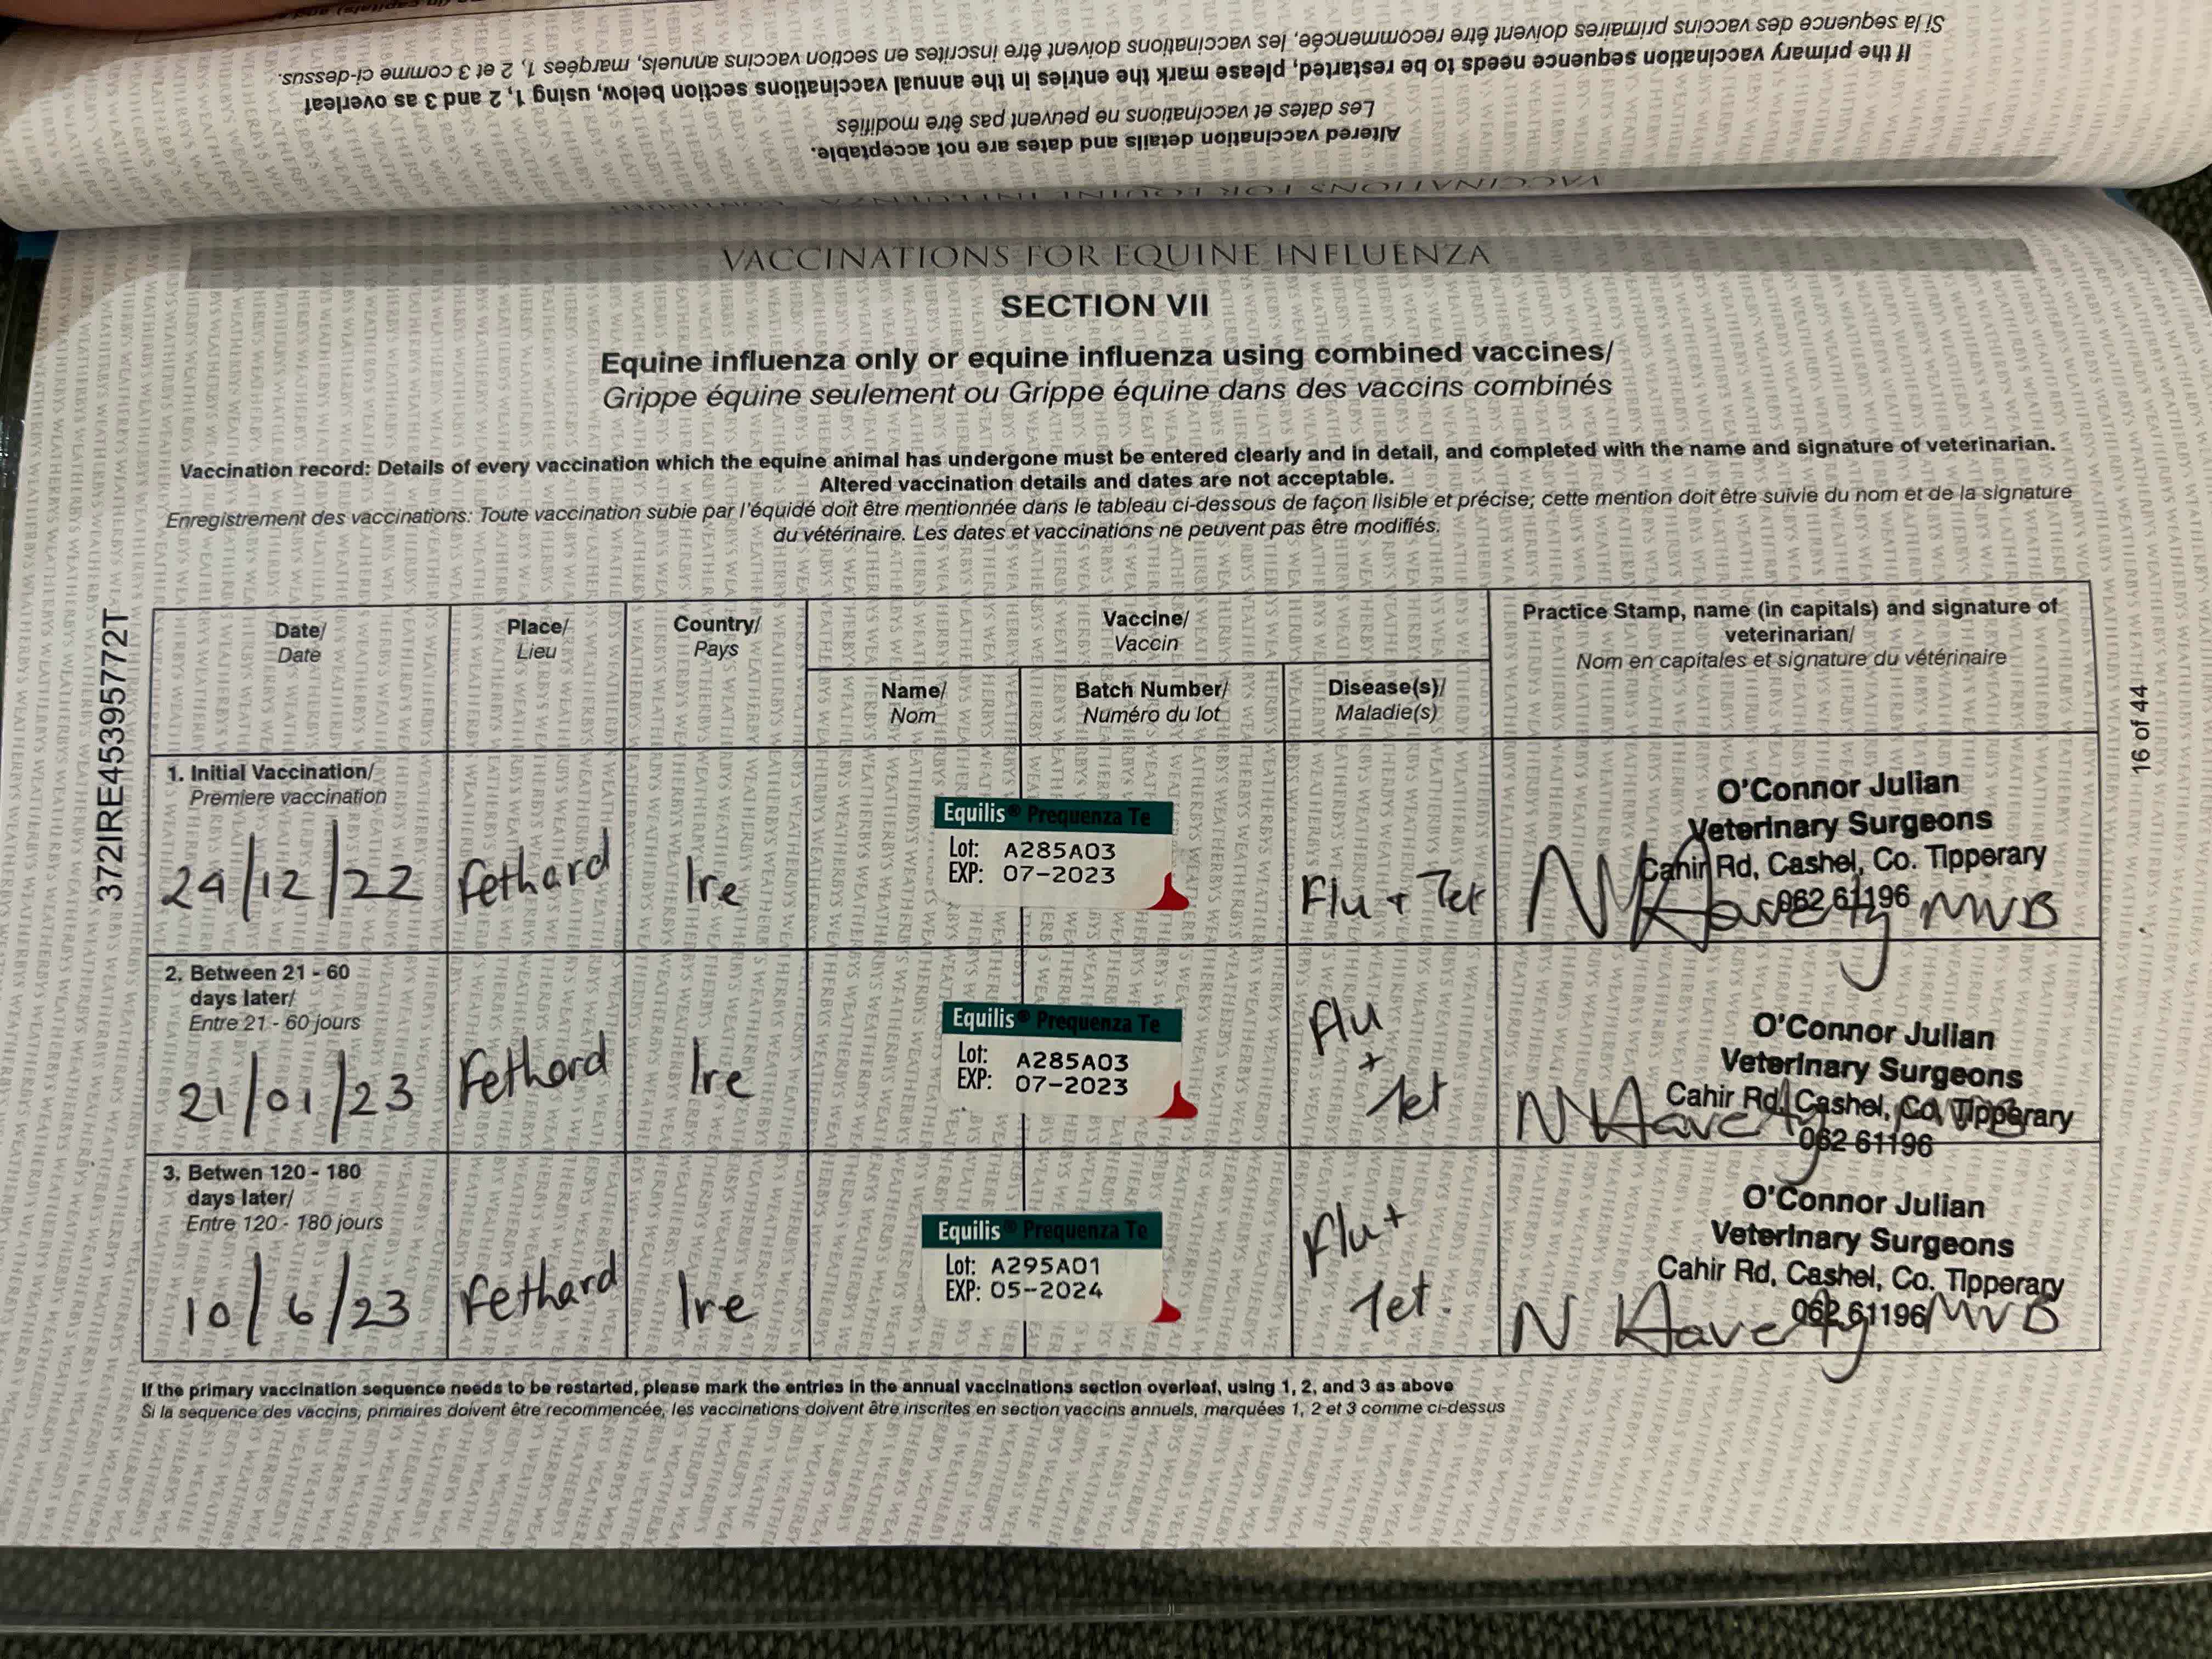 Si la sequence des vaccins primaires doivent être recommencée, les vaccinations doivent être inscrites en section vaccins annuels, marquées 1, 2 et 3 comme ci-dessus.
If the primary vaccination sequence needs to be restarted, please mark the entries in the annual vaccinations section below, using 1, 2 and 3 as overleaf
Les dates et vaccinations ne peuvent pas être modifiés
Altered vaccination details and dates are not acceptable.
VACCINATIONS FOR EQUINE INFLUENZA
SECTION VII
Equine influenza only or equine influenza using combined vaccines/
Grippe équine seulement ou Grippe équine dans des vaccins combinés
Vaccination record: Details of every vaccination which the equine animal has undergone must be entered clearly and in detail, and completed with the name and signature of veterinarian.
Altered vaccination details and dates are not acceptable.
Enregistrement des vaccinations: Toute vaccination subie par l'équidé doit être mentionnée dans le tableau ci-dessous de façon lisible et précise; cette mention doit être suivie du nom et de la signature
du vétérinaire. Les dates et vaccinations ne peuvent pas être modifiés.
372IRE45395772T
16 of 44
Date/
Date
Place/
Lieu
Country/
Pays
Vaccine/
Vaccin
Name/
Nom
Batch Number/
Numéro du lot
Disease(s)/
Maladie(s)
Practice Stamp, name (in capitals) and signature of
veterinarian/
Nom en capitales et signature du vétérinaire
1. Initial Vaccination/
Premiere vaccination
Fethard
Ire
Equilis® Prequenza Te
Lot: A285A03
EXP: 07-2023
Flu + Tet
O'Connor Julian
Veterinary Surgeons
Cahir Rd, Cashel, Co. Tipperary
062 61196
N Haverty MVB
2. Between 21 - 60
days later/
Entre 21 - 60 jours
21/01/23
Fethard
Ire
Equilis® Prequenza Te
Lot: A285A03
EXP: 07-2023
Flu
+
Tet
O'Connor Julian
Veterinary Surgeons
Cahir Rd, Cashel, Co. Tipperary
062 61196
N Haverty MVB
3. Betwen 120 - 180
days later/
Entre 120 - 180 jours
10/6/23
Fethard
Ire
Equilis® Prequenza Te
Lot: A295A01
EXP: 05-2024
Flu +
Tet.
O'Connor Julian
Veterinary Surgeons
Cahir Rd, Cashel, Co. Tipperary
062 61196
N Haverty MVB
If the primary vaccination sequence needs to be restarted, please mark the entries in the annual vaccinations section overleaf, using 1, 2, and 3 as above
Si la sequence des vaccins, primaires doivent être recommencée, les vaccinations doivent être inscrites en section vaccins annuels, marquées 1, 2 et 3 comme ci-dessus